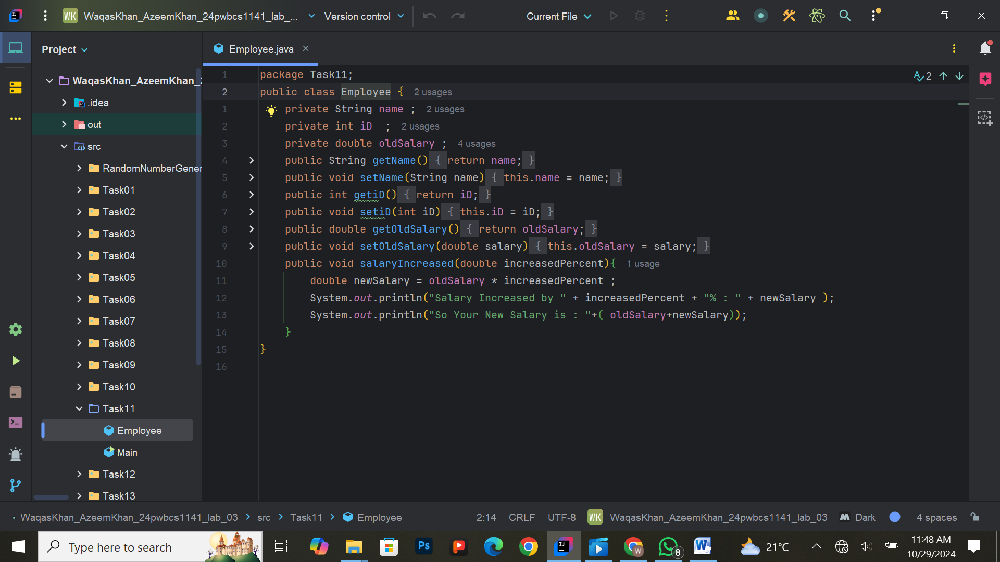 WK WaqasKhan_AzeemKhan_24pwbcs1141_lab_... Version control Current File
Project
Employee.java
WaqasKhan_AzeemKhan_2
.idea
out
src
RandomNumberGener
Task01
Task02
Task03
Task04
Task05
Task06
Task07
Task08
Task09
Task10
Task11
Employee
Main
Task12
Task13
1 package Task11;
2 public class Employee { 2 usages
1 private String name ; 2 usages
2 private int iD ; 2 usages
3 private double oldSalary ; 4 usages
4 public String getName() { return name; }
5 public void setName(String name) { this.name = name; }
6 public int getiD() { return iD; }
7 public void setiD(int iD) { this.iD = iD; }
8 public double getOldSalary() { return oldSalary; }
9 public void setOldSalary(double salary) { this.oldSalary = salary; }
10 public void salaryIncreased(double increasedPercent){ 1 usage
11 double newSalary = oldSalary * increasedPercent ;
12 System.out.println("Salary Increased by " + increasedPercent + "% : " + newSalary );
13 System.out.println("So Your New Salary is : "+( oldSalary+newSalary));
14 }
15 }
16
2
WaqasKhan_AzeemKhan_24pwbcs1141_lab_03 > src > Task11 > Employee 2:14 CRLF UTF-8 WK WaqasKhan_AzeemKhan_24pwbcs1141_lab_03 Dark 4 spaces
Type here to search Ps W 8 W 21°C
11:48 AM
10/29/2024